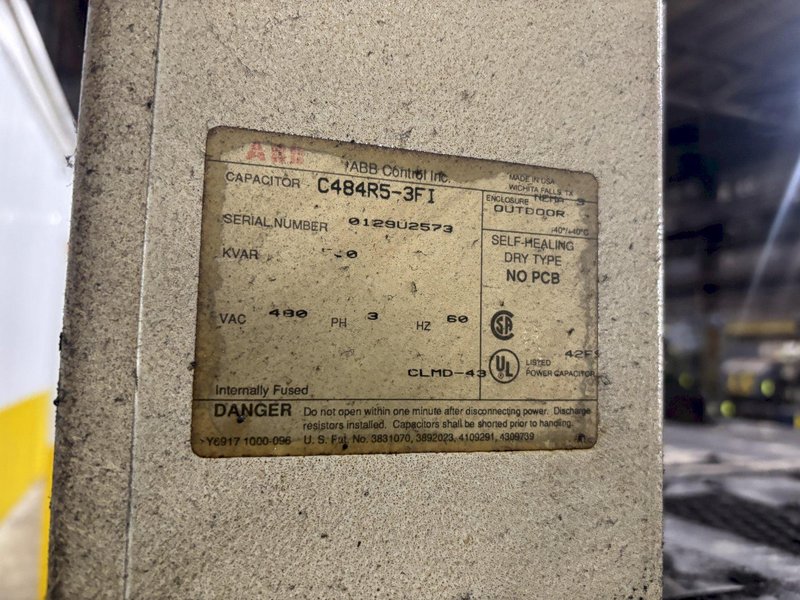 ABB
ABB Control Inc.
MADE IN USA
WICHITA FALLS, TX
CAPACITOR C484R5-3FI
ENCLOSURE NEMA 3
OUTDOOR
SERIAL NUMBER 0129U2573
-40°/+40°C
SELF-HEALING
DRY TYPE
NO PCB
KVAR
VAC 480 PH 3 HZ 60
SA
CLMD-43
UL
LISTED
POWER CAPACITOR
Internally Fused
DANGER Do not open within one minute after disconnecting power. Discharge
resistors installed. Capacitors shall be shorted prior to handling.
Y6917 1000-096 U. S. Pat. No. 3831070, 3892023, 4109291, 4309739